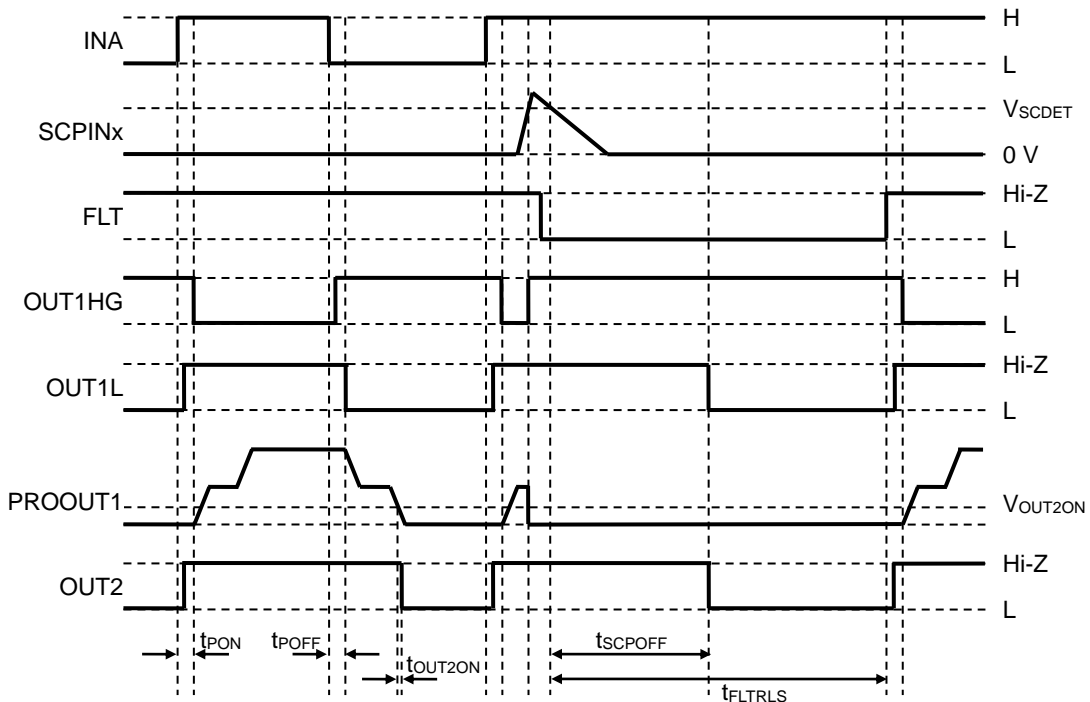 INA
H
L
SCPINx
VSCDET
0 V
FLT
Hi-Z
L
OUT1HG
H
L
OUT1L
Hi-Z
L
PROOUT1
VOUT2ON
OUT2
Hi-Z
L
tPON
tPOFF
tOUT2ON
tSCPOFF
tFLTRLS